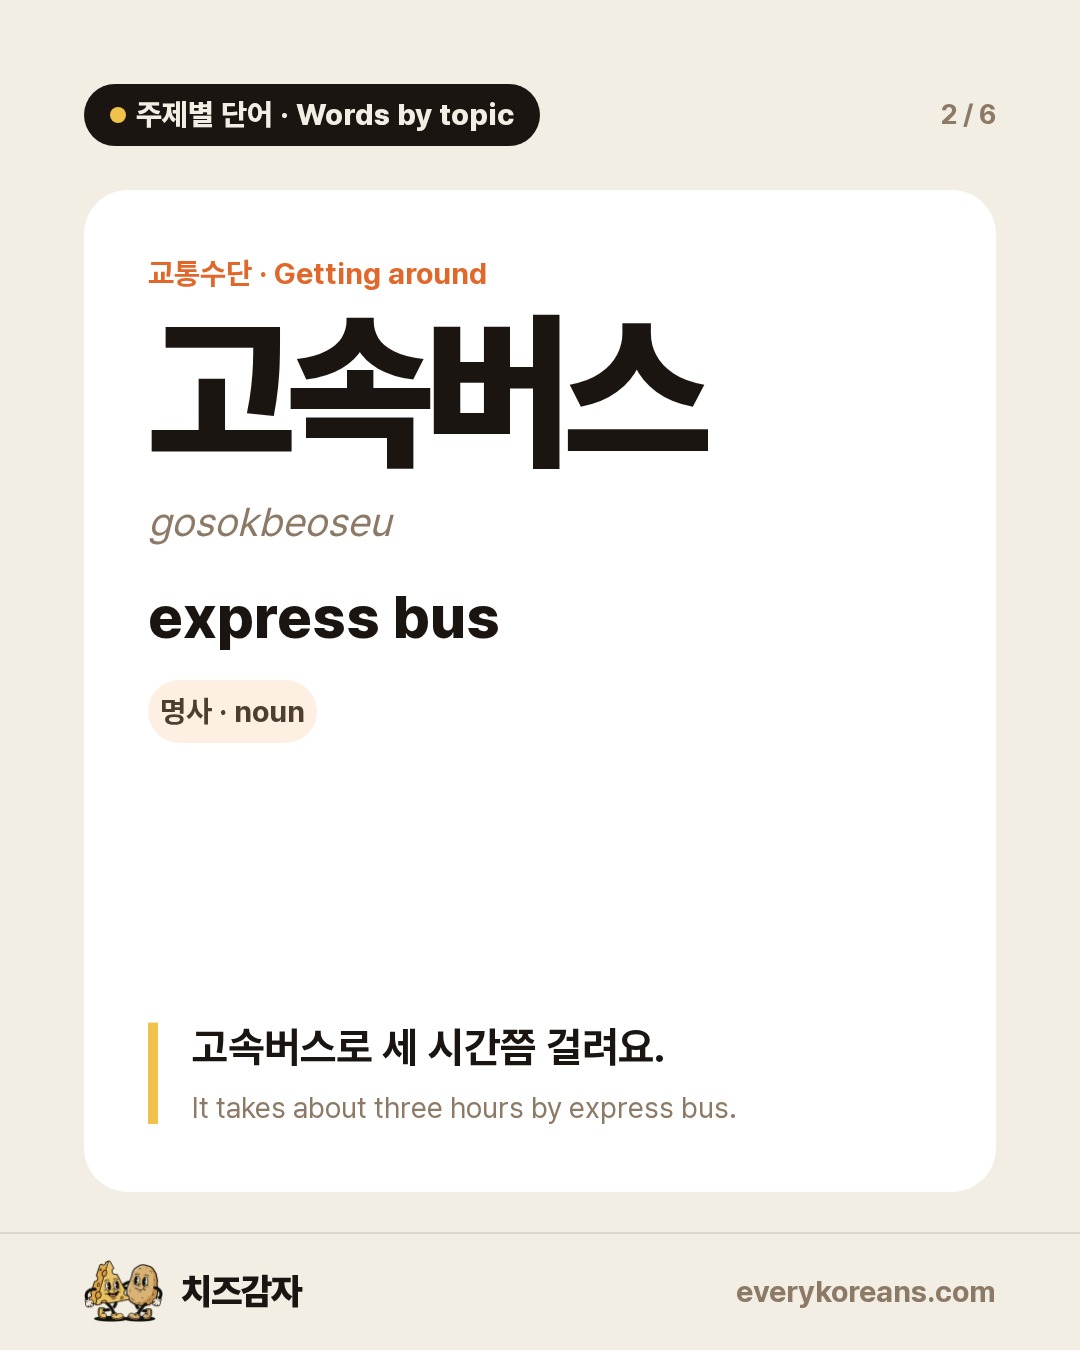 주제별 단어 · Words by topic
2 / 6
교통수단 · Getting around
고속버스
gosokbeoseu
express bus
명사 · noun
고속버스로 세 시간쯤 걸려요.
It takes about three hours by express bus.
치즈감자
everykoreans.com